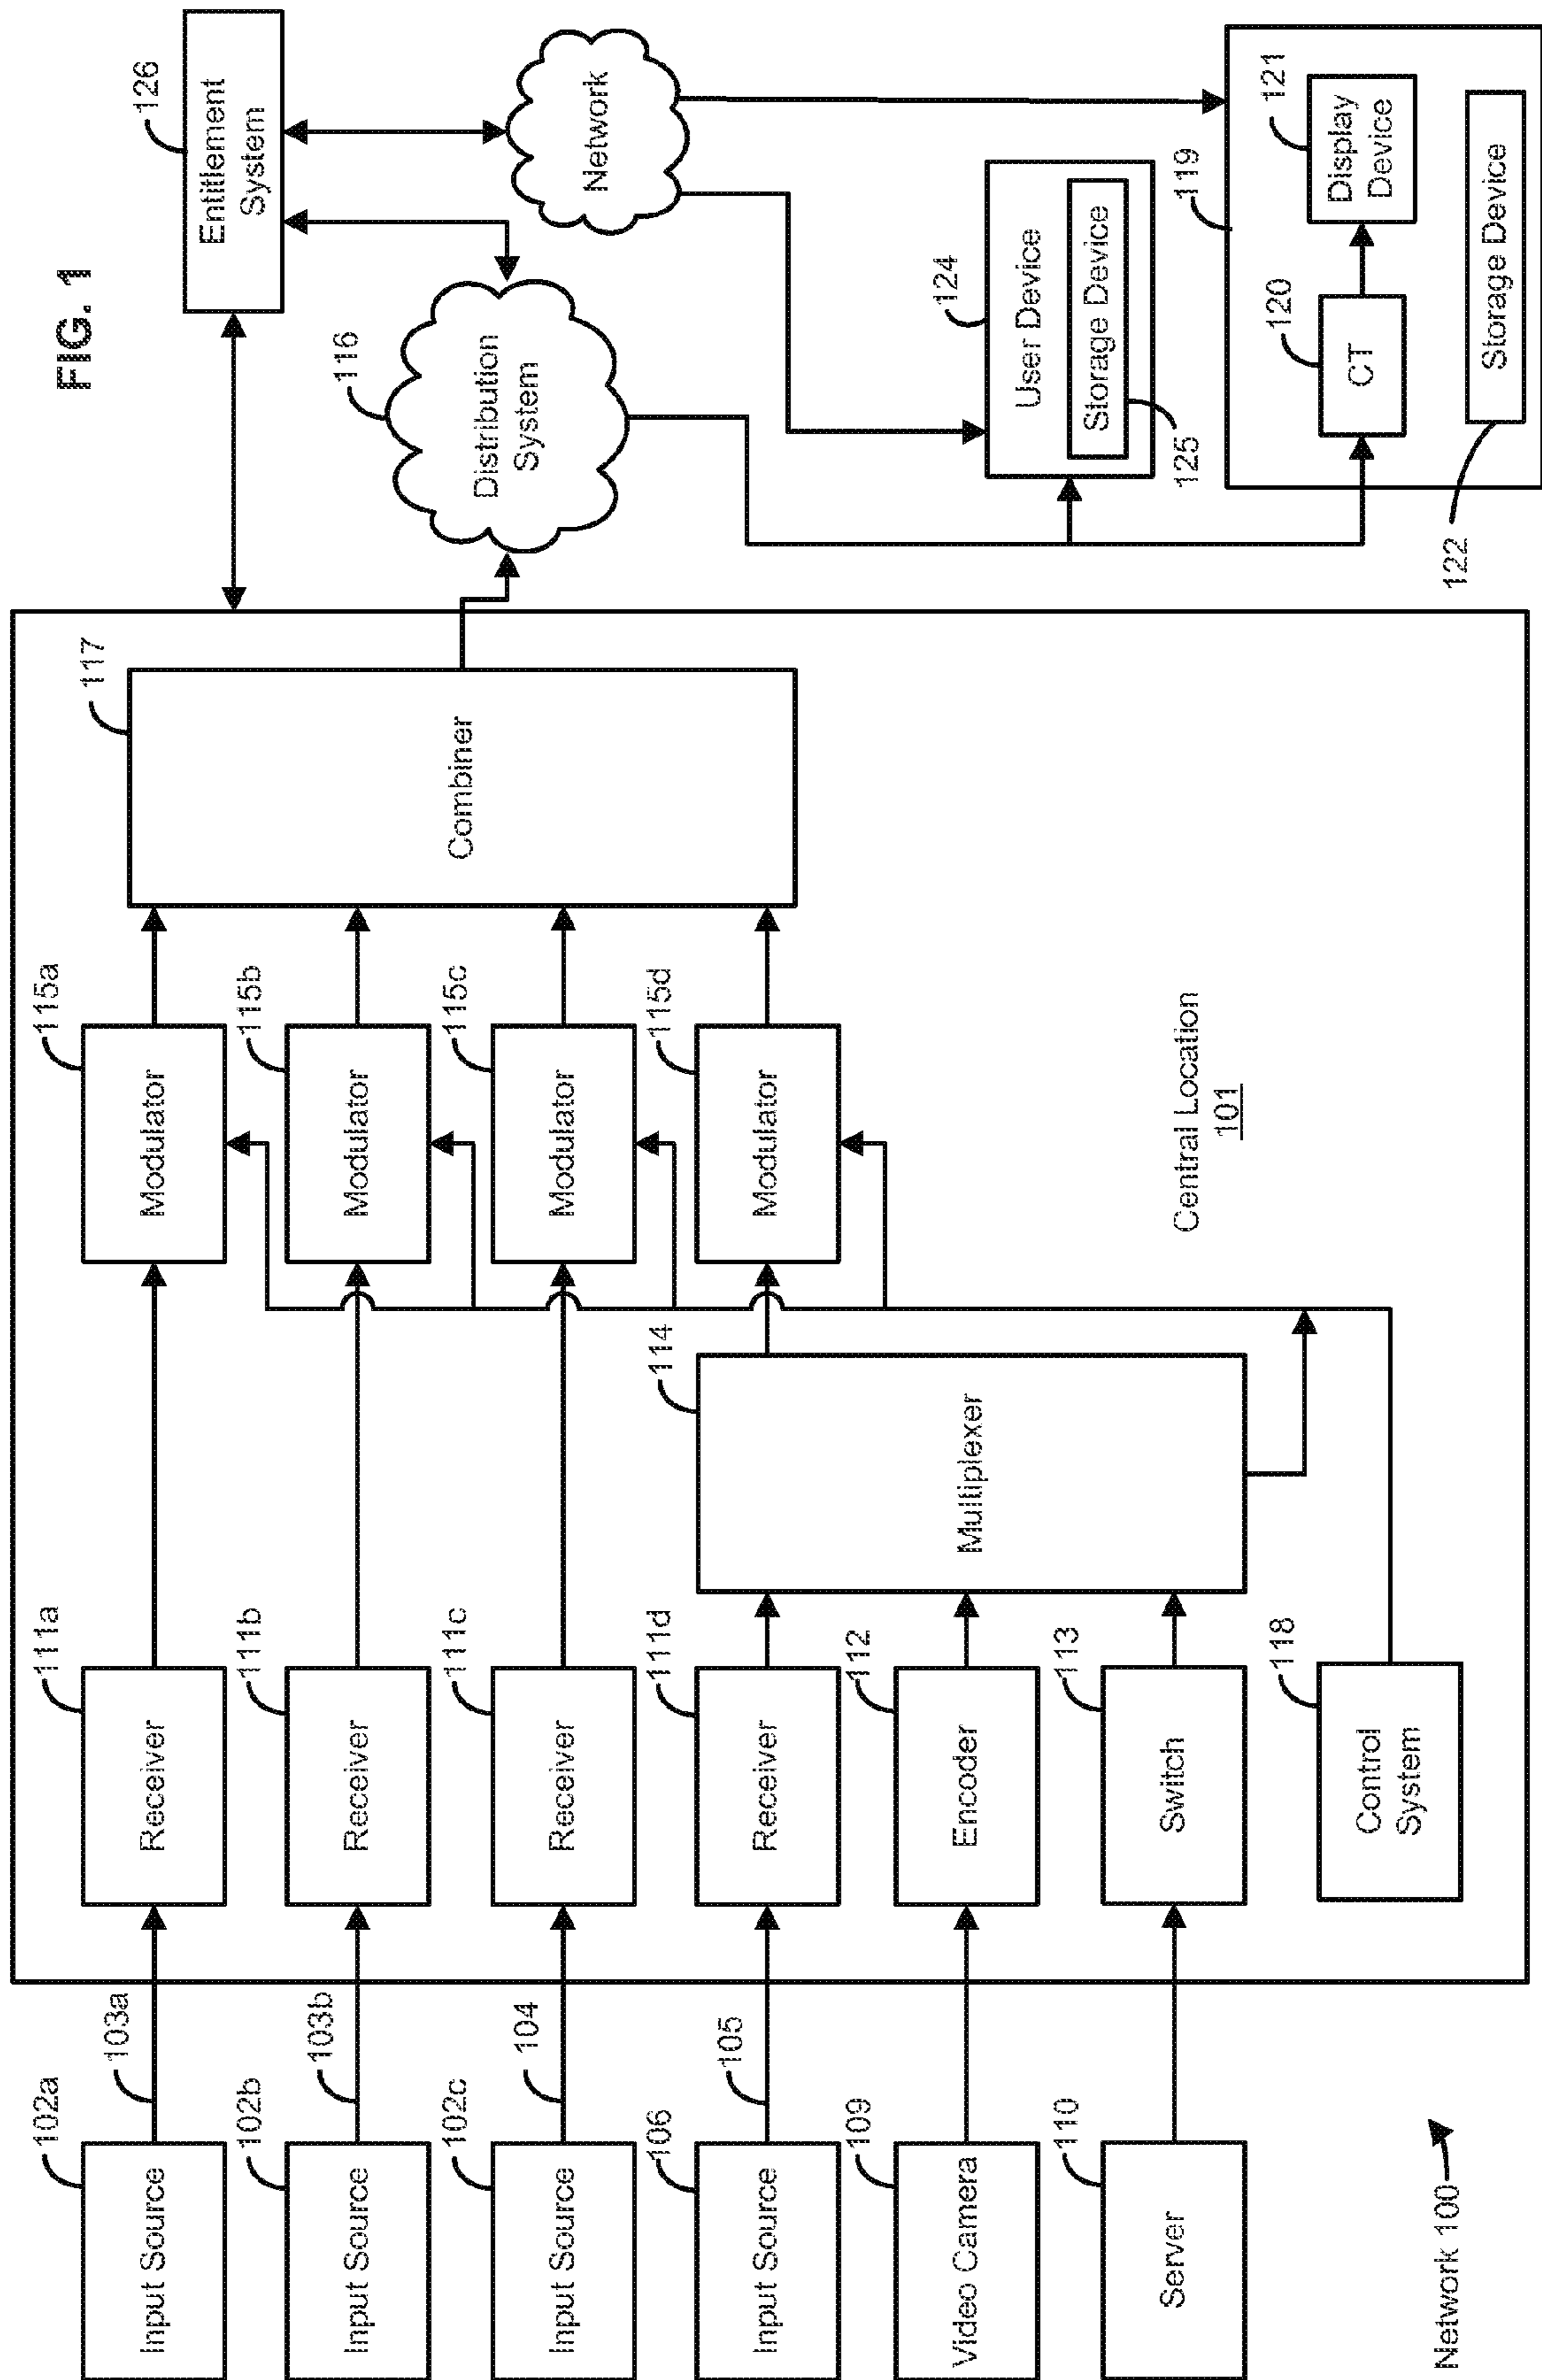 FIG. 1
102a
Input Source
103a
111a
Receiver
115a
Modulator
102b
Input Source
103b
111b
Receiver
115b
Modulator
102c
Input Source
104
111c
Receiver
115c
Modulator
106
Input Source
105
111d
Receiver
115d
Modulator
109
Video Camera
112
Encoder
110
Server
113
Switch
114
Multiplexer
118
Control
System
117
Combiner
Central Location
101
116
Distribution
System
126
Entitlement
System
Network
124
User Device
Storage Device
125
119
120
CT
121
Display
Device
122
Storage Device
Network 100